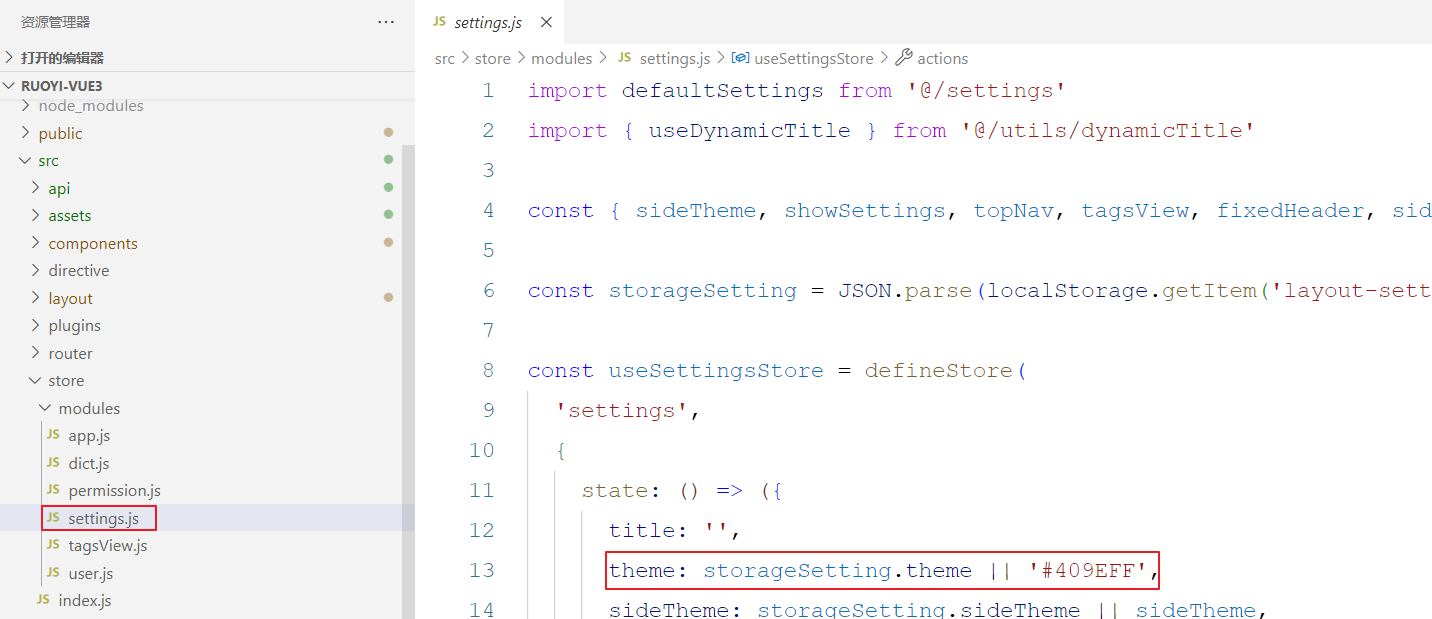 资源管理器 ···
打开的编辑器
RUOYI-VUE3
node_modules
public
src
api
assets
components
directive
layout
plugins
router
store
modules
JS app.js
JS dict.js
JS permission.js
JS settings.js
JS tagsView.js
JS user.js
JS index.js
JS settings.js ×
src > store > modules > JS settings.js > useSettingsStore > actions
1 import defaultSettings from '@/settings'
2 import { useDynamicTitle } from '@/utils/dynamicTitle'
3
4 const { sideTheme, showSettings, topNav, tagsView, fixedHeader, sid
5
6 const storageSetting = JSON.parse(localStorage.getItem('layout-sett
7
8 const useSettingsStore = defineStore(
9 'settings',
10 {
11 state: () => ({
12 title: '',
13 theme: storageSetting.theme || '#409EFF',
14 sideTheme: storageSetting.sideTheme || sideTheme,